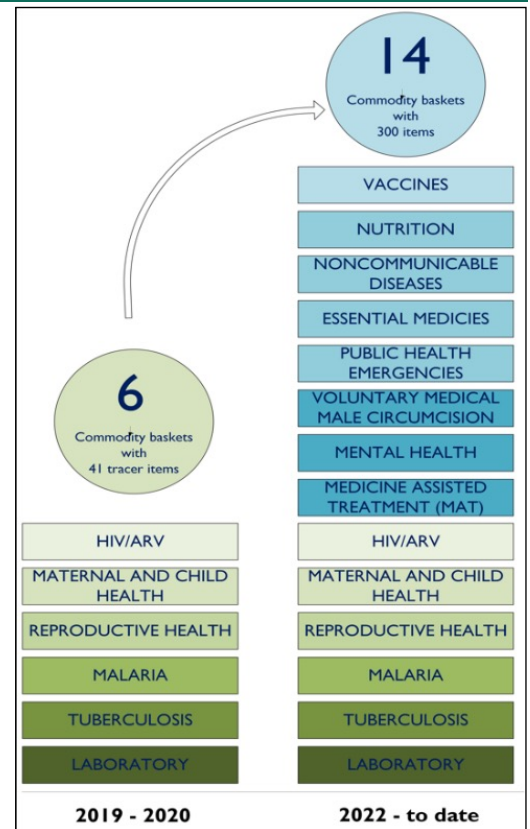 14
Commodity baskets
with
300 items
VACCINES
NUTRITION
NONCOMMUNICABLE
DISEASES
ESSENTIAL MEDICIES
PUBLIC HEALTH
EMERGENCIES
VOLUNTARY MEDICAL
MALE CIRCUMCISION
MENTAL HEALTH
MEDICINE ASSISTED
TREATMENT (MAT)
6
Commodity baskets
with
41 tracer items
HIV/ARV
MATERNAL AND CHILD
HEALTH
REPRODUCTIVE HEALTH
MALARIA
TUBERCULOSIS
LABORATORY
2019 - 2020
HIV/ARV
MATERNAL AND CHILD
HEALTH
REPRODUCTIVE HEALTH
MALARIA
TUBERCULOSIS
LABORATORY
2022 - to date